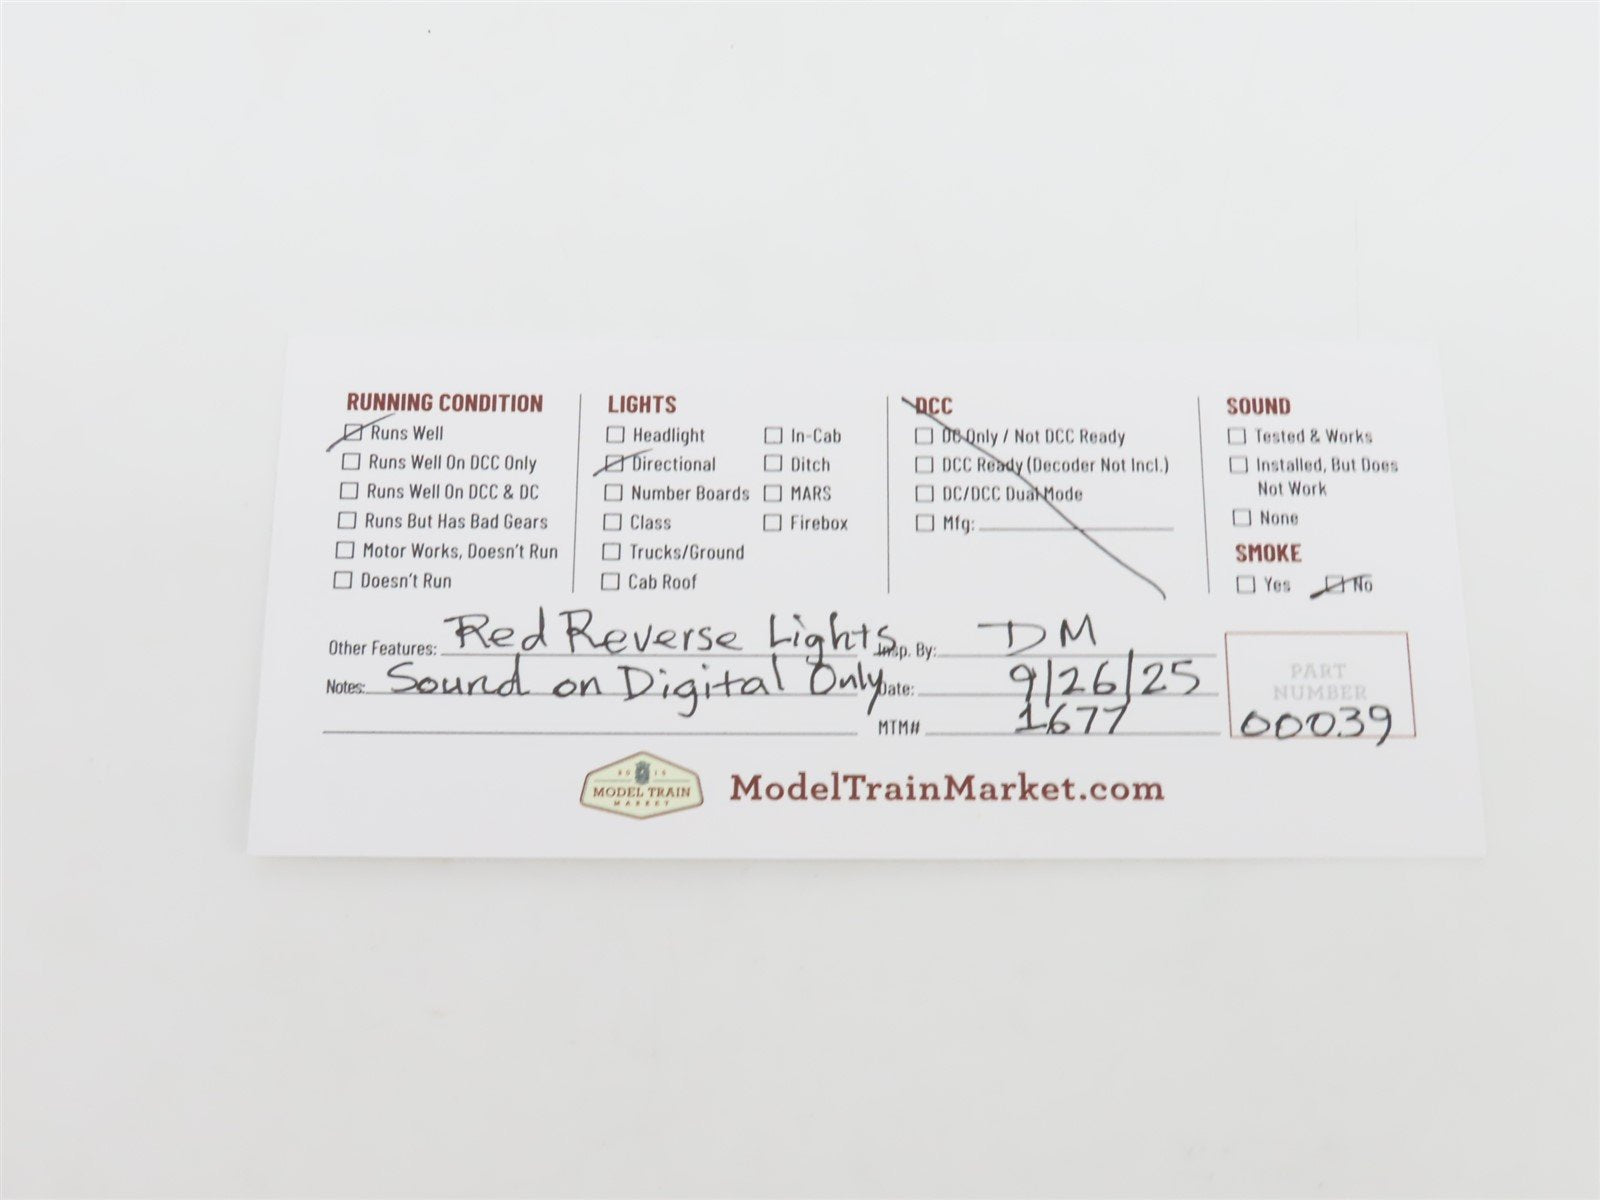 RUNNING CONDITION
Runs Well
Runs Well On DCC Only
Runs Well On DCC & DC
Runs But Has Bad Gears
Motor Works, Doesn't Run
Doesn't Run
LIGHTS
Headlight
Directional
Number Boards
Class
Trucks/Ground
Cab Roof
In-Cab
Ditch
MARS
Firebox
DCC
DC Only / Not DCC Ready
DCC Ready (Decoder Not Incl.)
DC/DCC Dual Mode
Mfg:
SOUND
Tested & Works
Installed, But Does
Not Work
None
SMOKE
Yes No
Other Features: Red Reverse Lights
Notes: Sound on Digital Only
Insp. By: DM
Date: 9/26/25
MTM# 1677
PART
NUMBER
00039
MODEL TRAIN
MARKET
ModelTrainMarket.com